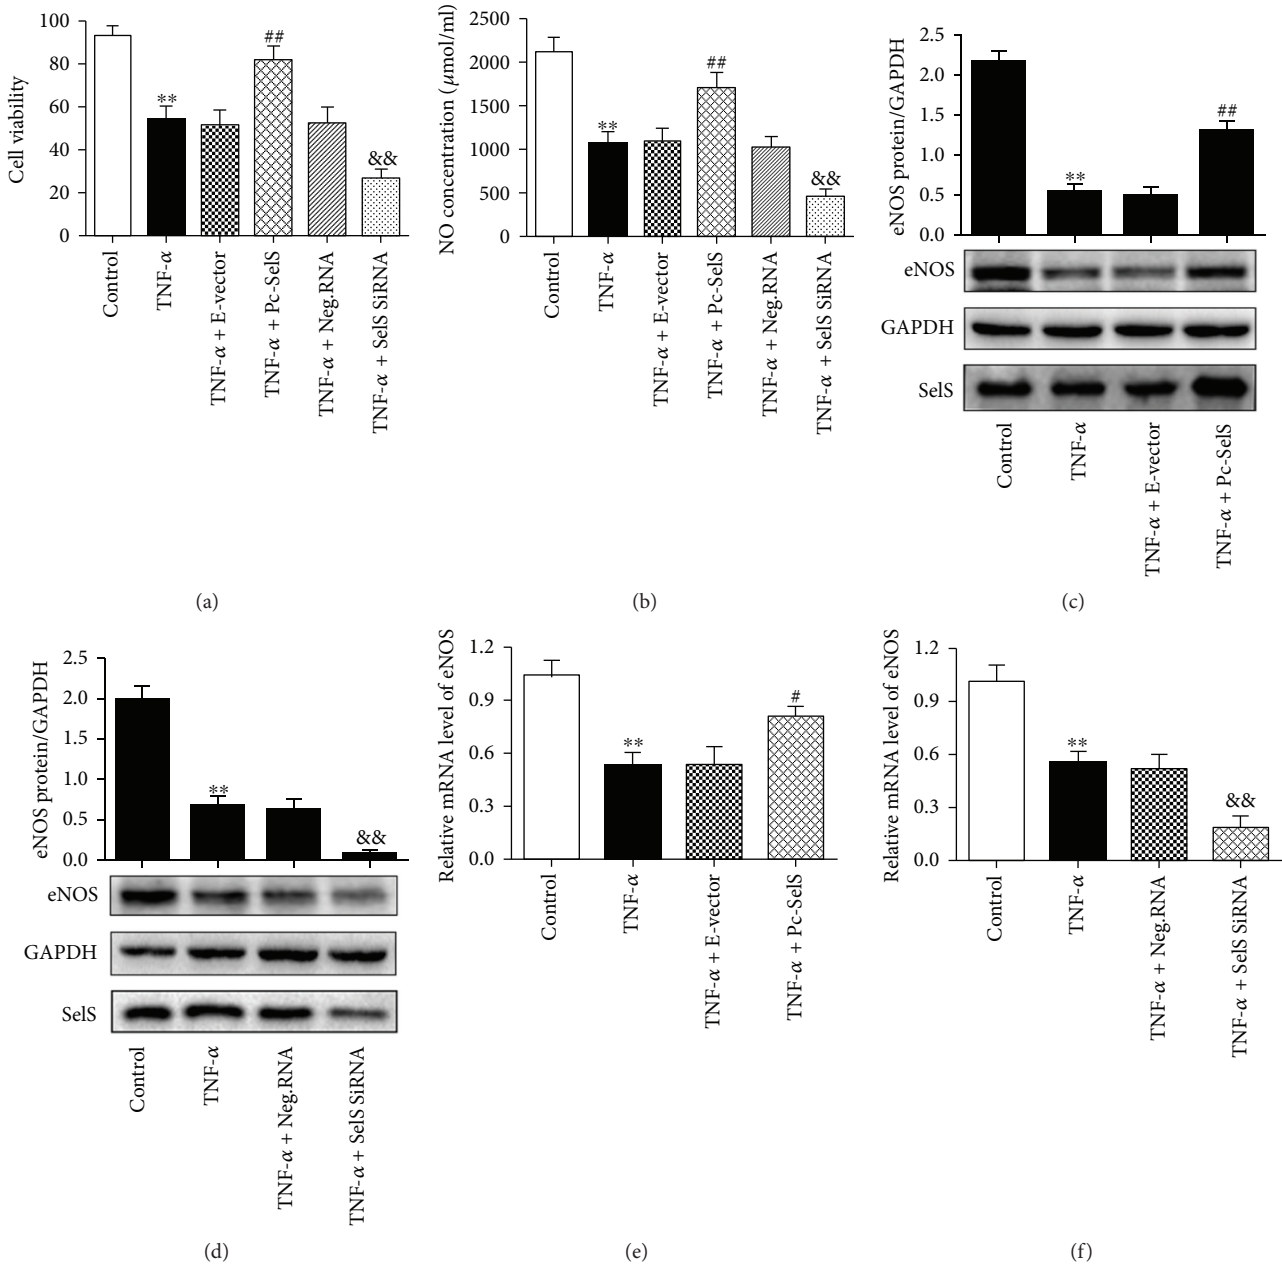 Cell viability
100
80
60
40
20
0
**
##
&&
Control
TNF-α
TNF-α + E-vector
TNF-α + Pc-SelS
TNF-α + Neg.RNA
TNF-α + SelS SiRNA
(a)
NO concentration (μmol/ml)
2500
2000
1500
1000
500
0
**
##
&&
Control
TNF-α
TNF-α + E-vector
TNF-α + Pc-SelS
TNF-α + Neg.RNA
TNF-α + SelS SiRNA
(b)
eNOS protein/GAPDH
2.5
2.0
1.5
1.0
0.5
0.0
**
##
eNOS
GAPDH
SelS
Control
TNF-α
TNF-α + E-vector
TNF-α + Pc-SelS
(c)
eNOS protein/GAPDH
2.5
2.0
1.5
1.0
0.5
0.0
**
&&
eNOS
GAPDH
SelS
Control
TNF-α
TNF-α + Neg.RNA
TNF-α + SelS SiRNA
(d)
Relative mRNA level of eNOS
1.2
0.9
0.6
0.3
0.0
**
#
Control
TNF-α
TNF-α + E-vector
TNF-α + Pc-SelS
(e)
Relative mRNA level of eNOS
1.2
0.9
0.6
0.3
0.0
**
&&
Control
TNF-α
TNF-α + Neg.RNA
TNF-α + SelS SiRNA
(f)